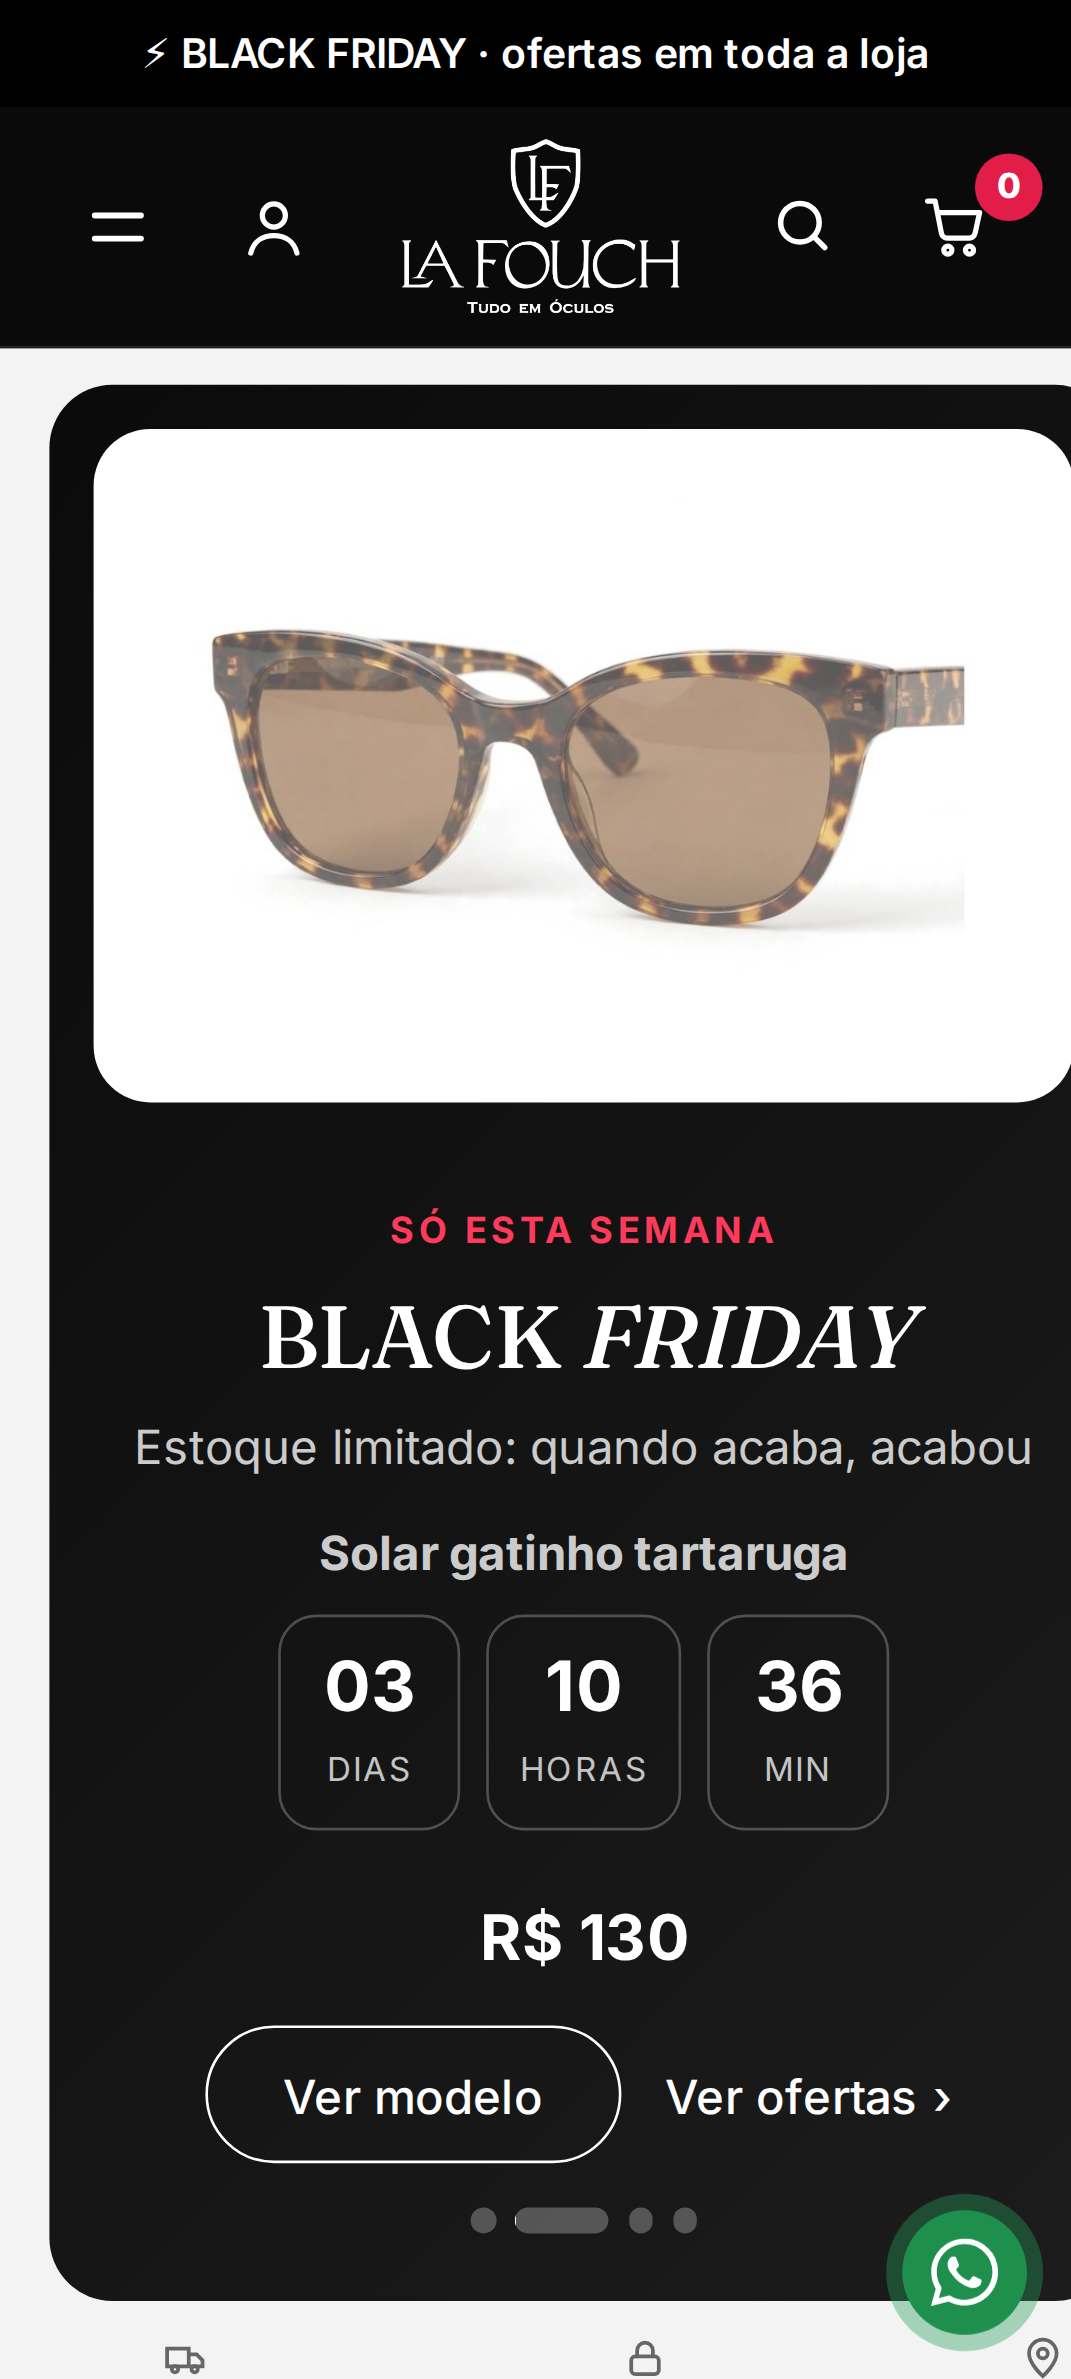 ⚡ BLACK FRIDAY · ofertas em toda a loja
0
LF
LA FOUCH
TUDO EM ÓCULOS
SÓ ESTA SEMANA
BLACK FRIDAY
Estoque limitado: quando acaba, acabou
Solar gatinho tartaruga
03 10 36
DIAS HORAS MIN
R$ 130
Ver modelo Ver ofertas ›